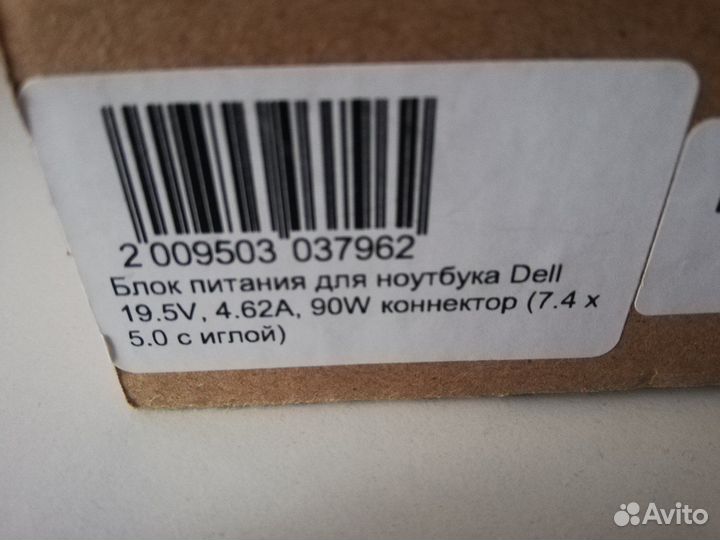 2 009503 037962
Блок питания для ноутбука Dell
19.5V, 4.62A, 90W коннектор (7.4 x
5.0 с иглой)
Avito